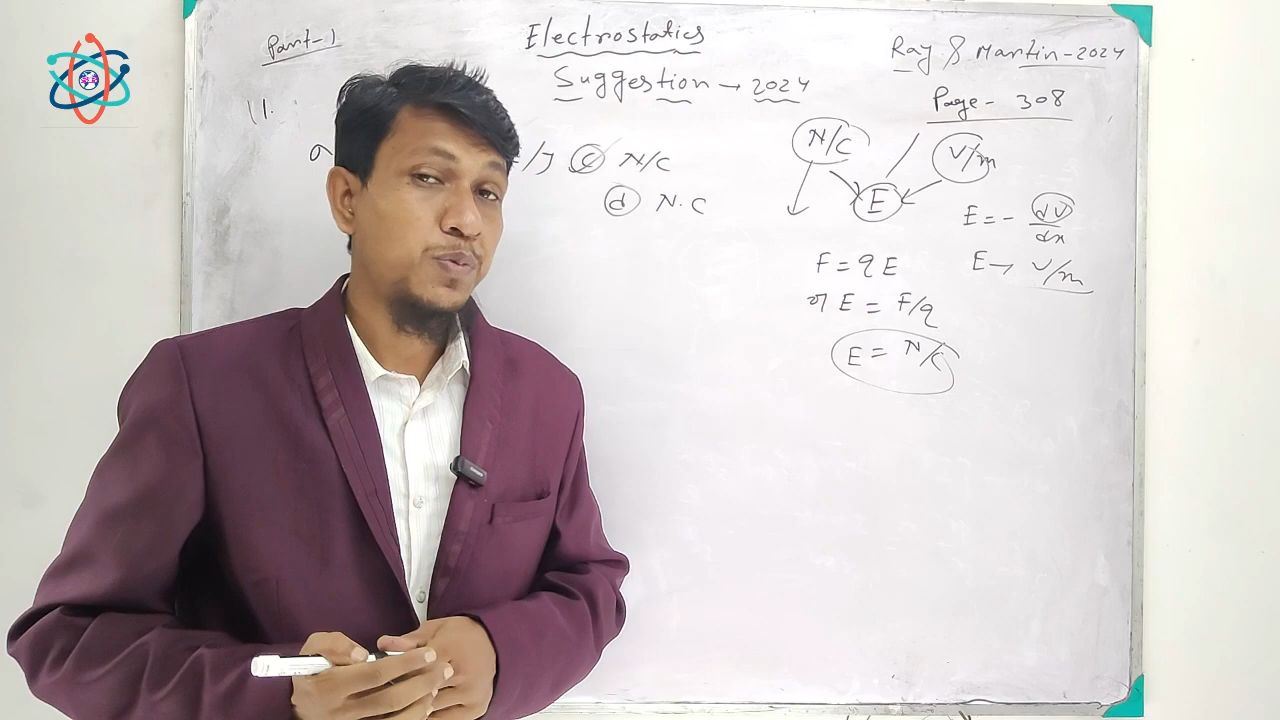 Part-1
Electrostatics
Suggestion → 2024
Ray & Martin-2024
Page- 308
11.
a
/J (c) N/C
(d) N.C
N/C
V/m
E
E = - dV/dx
E → V/m
F = qE
বা E = F/q
E = N/C